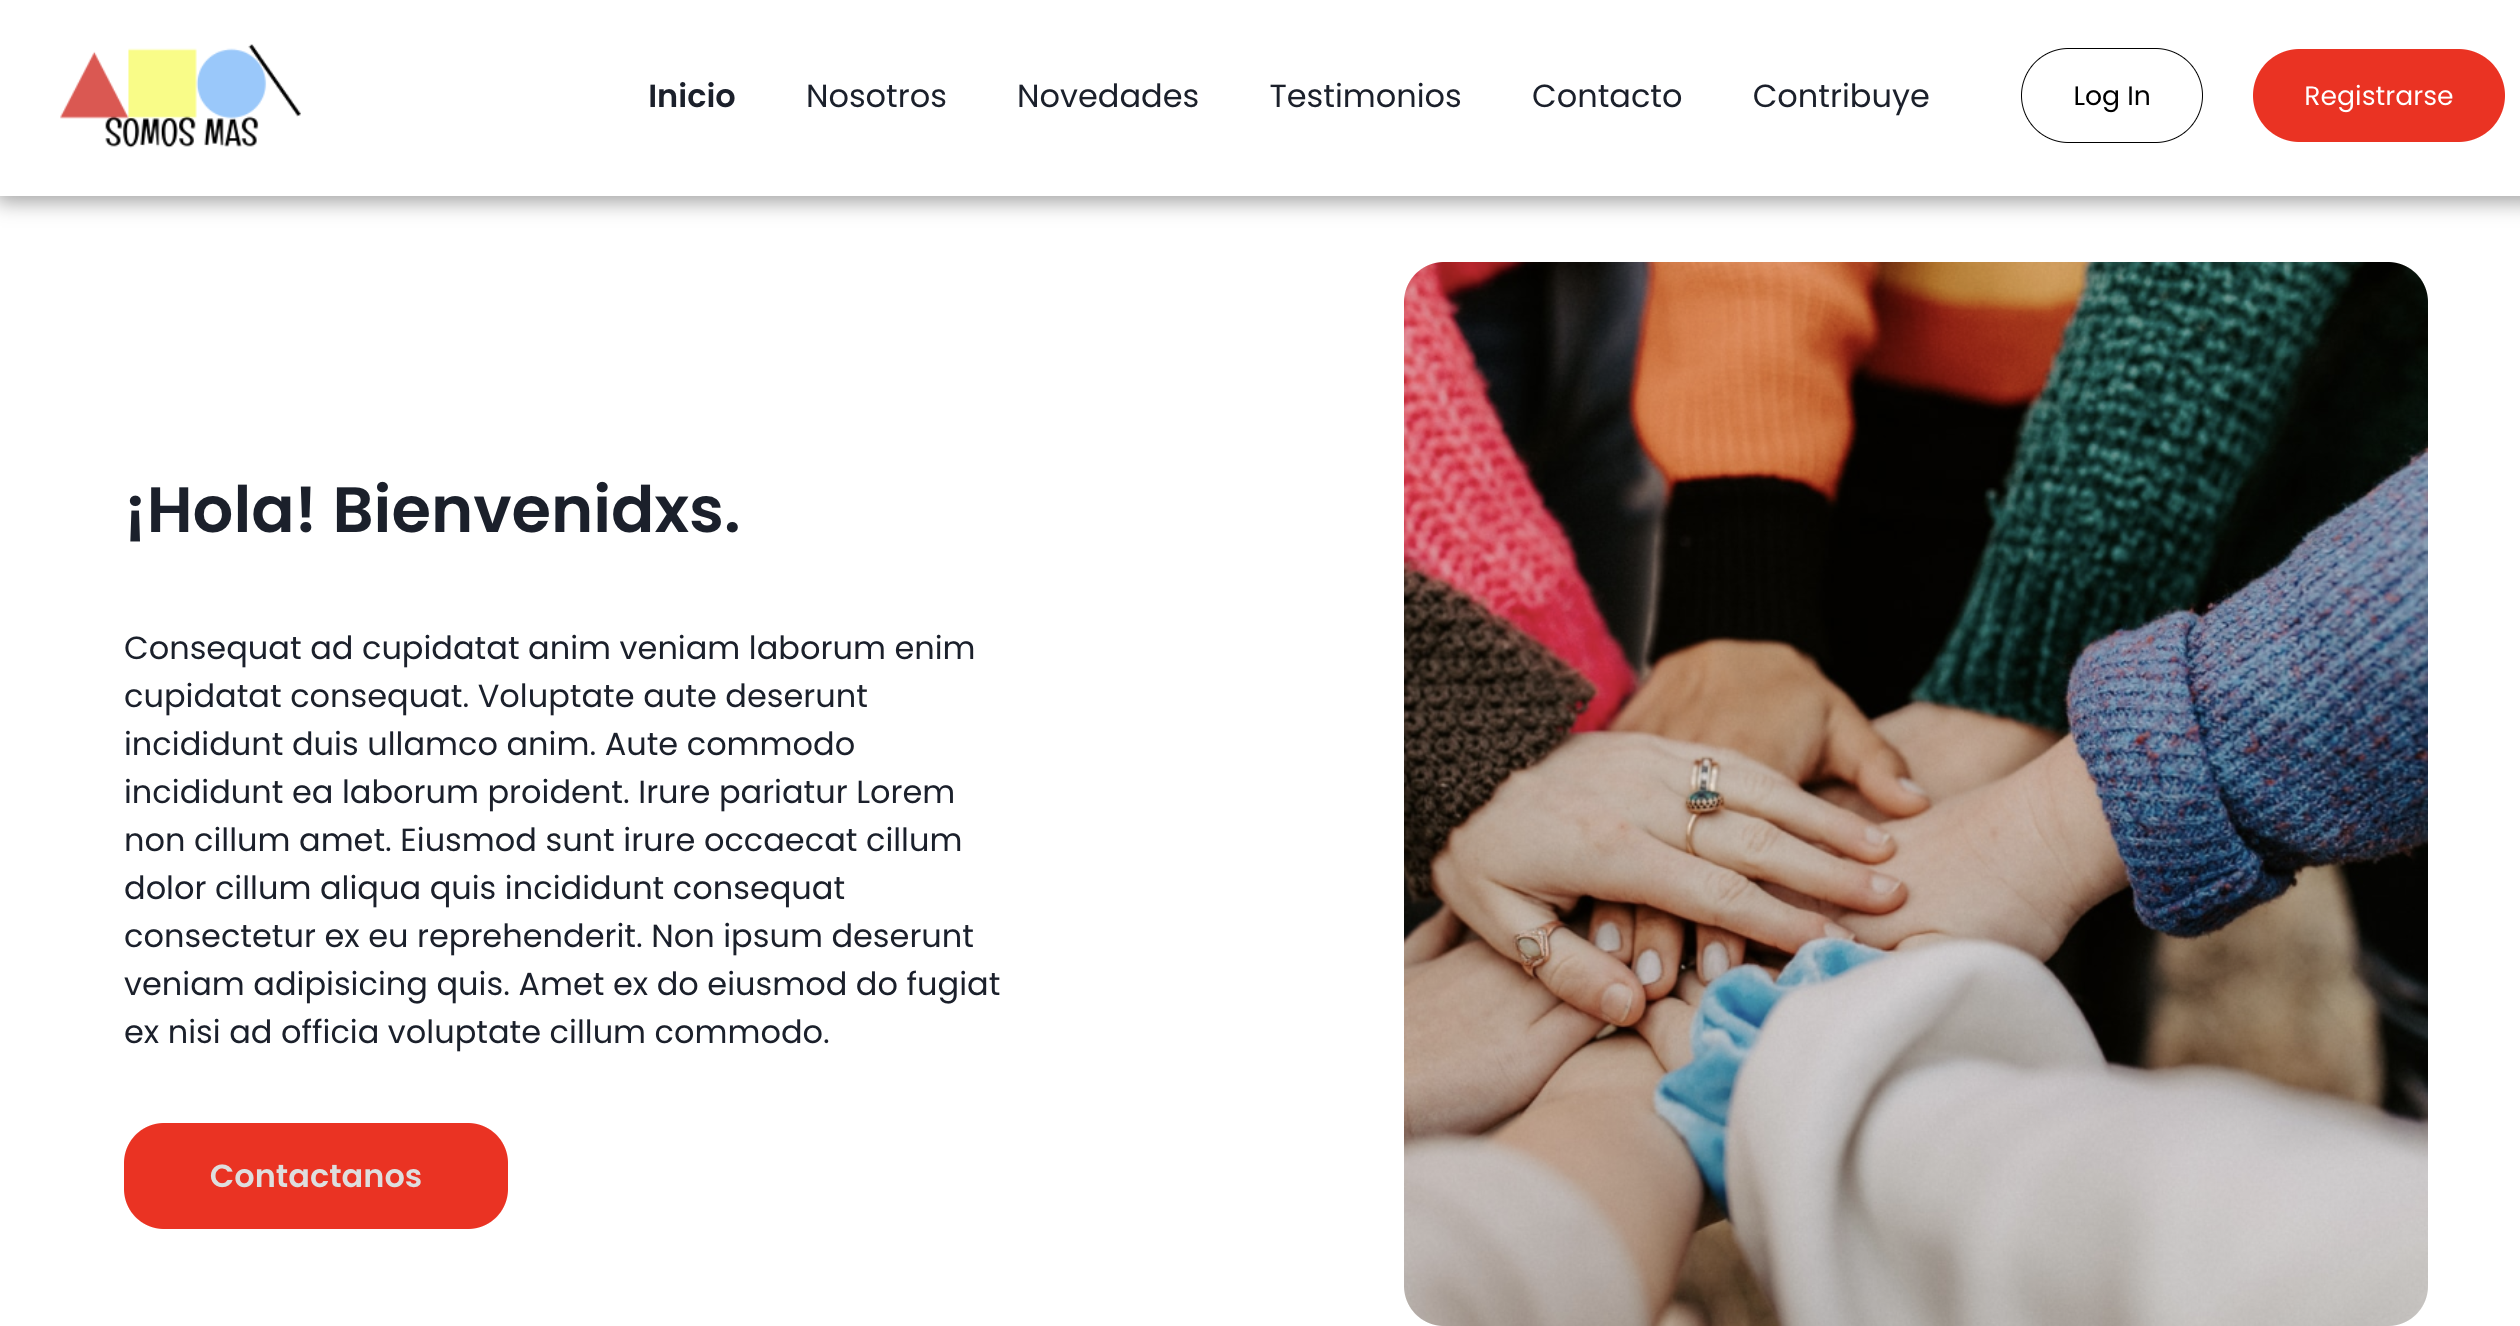 SOMOS MAS
Inicio Nosotros Novedades Testimonios Contacto Contribuye Log In Registrarse
¡Hola! Bienvenidxs.
Consequat ad cupidatat anim veniam laborum enim
cupidatat consequat. Voluptate aute deserunt
incididunt duis ullamco anim. Aute commodo
incididunt ea laborum proident. Irure pariatur Lorem
non cillum amet. Eiusmod sunt irure occaecat cillum
dolor cillum aliqua quis incididunt consequat
consectetur ex eu reprehenderit. Non ipsum deserunt
veniam adipisicing quis. Amet ex do eiusmod do fugiat
ex nisi ad officia voluptate cillum commodo.
Contactanos